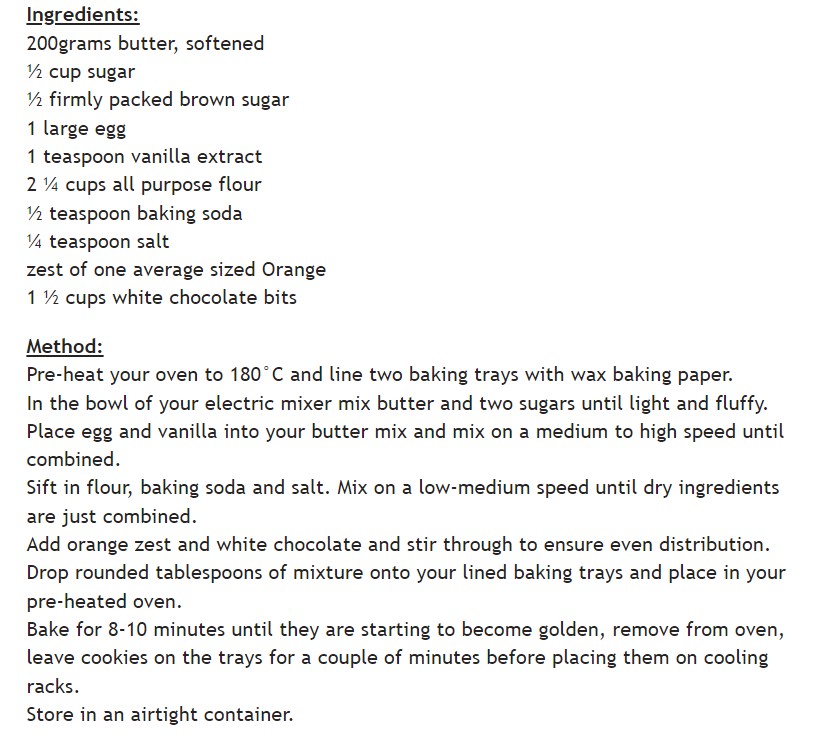 Ingredients:
200grams butter, softened
½ cup sugar
½ firmly packed brown sugar
1 large egg
1 teaspoon vanilla extract
2 ¼ cups all purpose flour
½ teaspoon baking soda
¼ teaspoon salt
zest of one average sized Orange
1 ½ cups white chocolate bits
Method:
Pre-heat your oven to 180°C and line two baking trays with wax baking paper.
In the bowl of your electric mixer mix butter and two sugars until light and fluffy.
Place egg and vanilla into your butter mix and mix on a medium to high speed until
combined.
Sift in flour, baking soda and salt. Mix on a low-medium speed until dry ingredients
are just combined.
Add orange zest and white chocolate and stir through to ensure even distribution.
Drop rounded tablespoons of mixture onto your lined baking trays and place in your
pre-heated oven.
Bake for 8-10 minutes until they are starting to become golden, remove from oven,
leave cookies on the trays for a couple of minutes before placing them on cooling
racks.
Store in an airtight container.